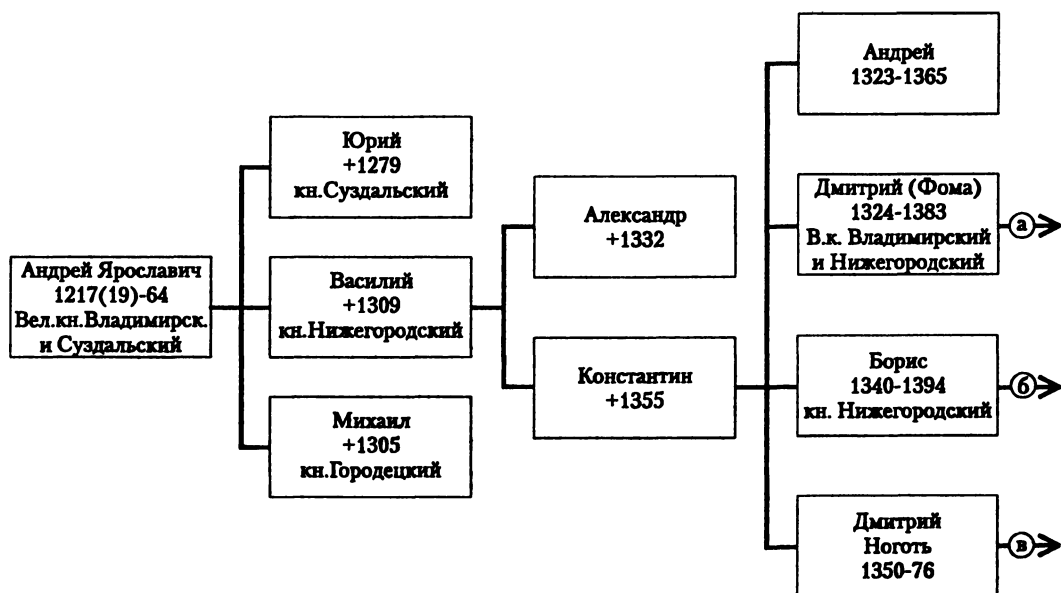 Андрей Ярославич
1217(19)-64
Вел.кн.Владимирск.
и Суздальский
Юрий
+1279
кн.Суздальский
Василий
+1309
кн.Нижегородский
Михаил
+1305
кн.Городецкий
Александр
+1332
Константин
+1355
Андрей
1323-1365
Дмитрий (Фома)
1324-1383
В.к. Владимирский
и Нижегородский
а
Борис
1340-1394
кн. Нижегородский
б
Дмитрий
Ноготь
1350-76
в